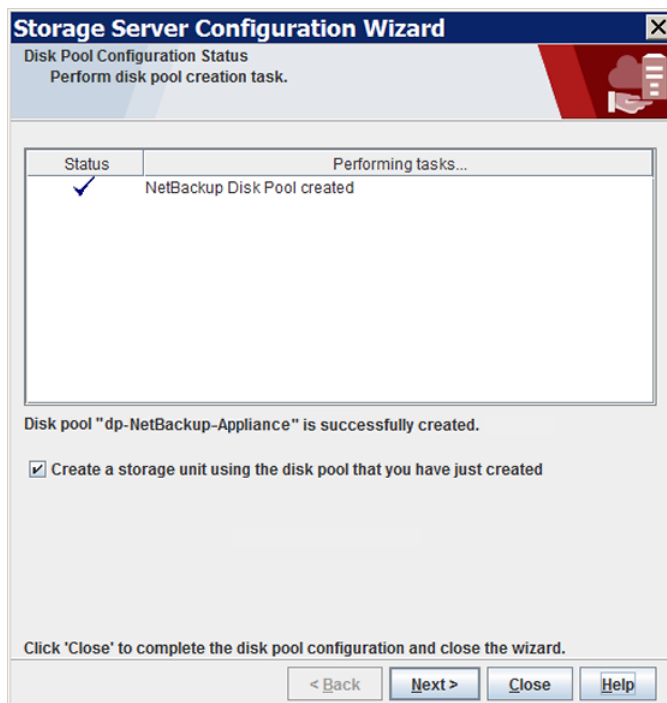 Storage Server Configuration Wizard
Disk Pool Configuration Status
Perform disk pool creation task.
Status Performing tasks...
NetBackup Disk Pool created
Disk pool "dp-NetBackup-Appliance" is successfully created.
Create a storage unit using the disk pool that you have just created
Click 'Close' to complete the disk pool configuration and close the wizard.
< Back Next > Close Help